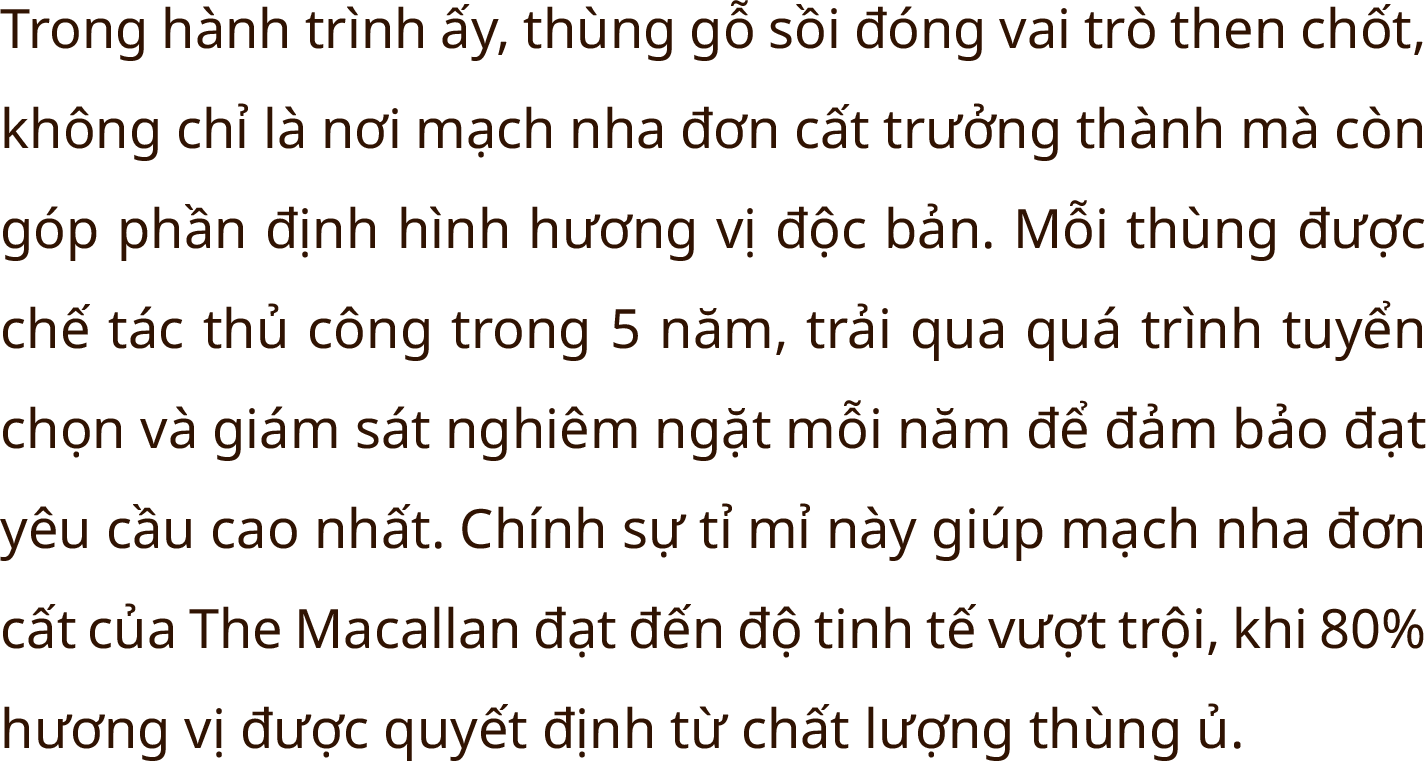 Trong hành trình ấy, thùng gỗ sồi đóng vai trò then chốt,
không chỉ là nơi mạch nha đơn cất trưởng thành mà còn
góp phần định hình hương vị độc bản. Mỗi thùng được
chế tác thủ công trong 5 năm, trải qua quá trình tuyển
chọn và giám sát nghiêm ngặt mỗi năm để đảm bảo đạt
yêu cầu cao nhất. Chính sự tỉ mỉ này giúp mạch nha đơn
cất của The Macallan đạt đến độ tinh tế vượt trội, khi 80%
hương vị được quyết định từ chất lượng thùng ủ.